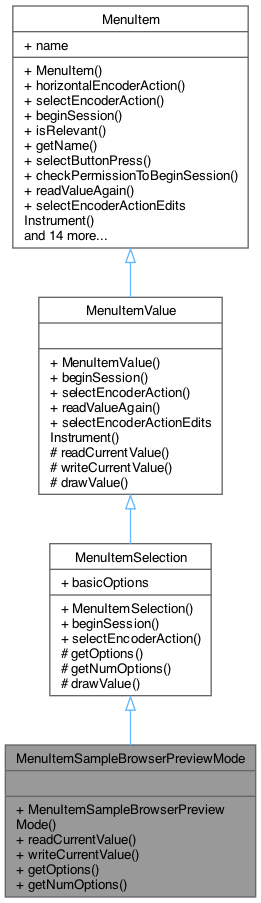 MenuItem
+ name
+ MenuItem()
+ horizontalEncoderAction()
+ selectEncoderAction()
+ beginSession()
+ isRelevant()
+ getName()
+ selectButtonPress()
+ checkPermissionToBeginSession()
+ readValueAgain()
+ selectEncoderActionEdits
Instrument()
and 14 more...
MenuItemValue
+ MenuItemValue()
+ beginSession()
+ selectEncoderAction()
+ readValueAgain()
+ selectEncoderActionEdits
Instrument()
# readCurrentValue()
# writeCurrentValue()
# drawValue()
MenuItemSelection
+ basicOptions
+ MenuItemSelection()
+ beginSession()
+ selectEncoderAction()
# getOptions()
# getNumOptions()
# drawValue()
MenuItemSampleBrowserPreviewMode
+ MenuItemSampleBrowserPreview
Mode()
+ readCurrentValue()
+ writeCurrentValue()
+ getOptions()
+ getNumOptions()